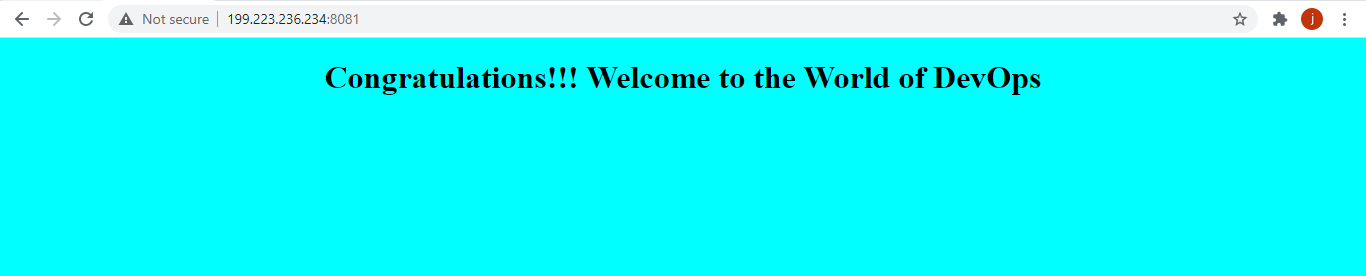 Not secure 199.223.236.234:8081
j
Congratulations!!! Welcome to the World of DevOps